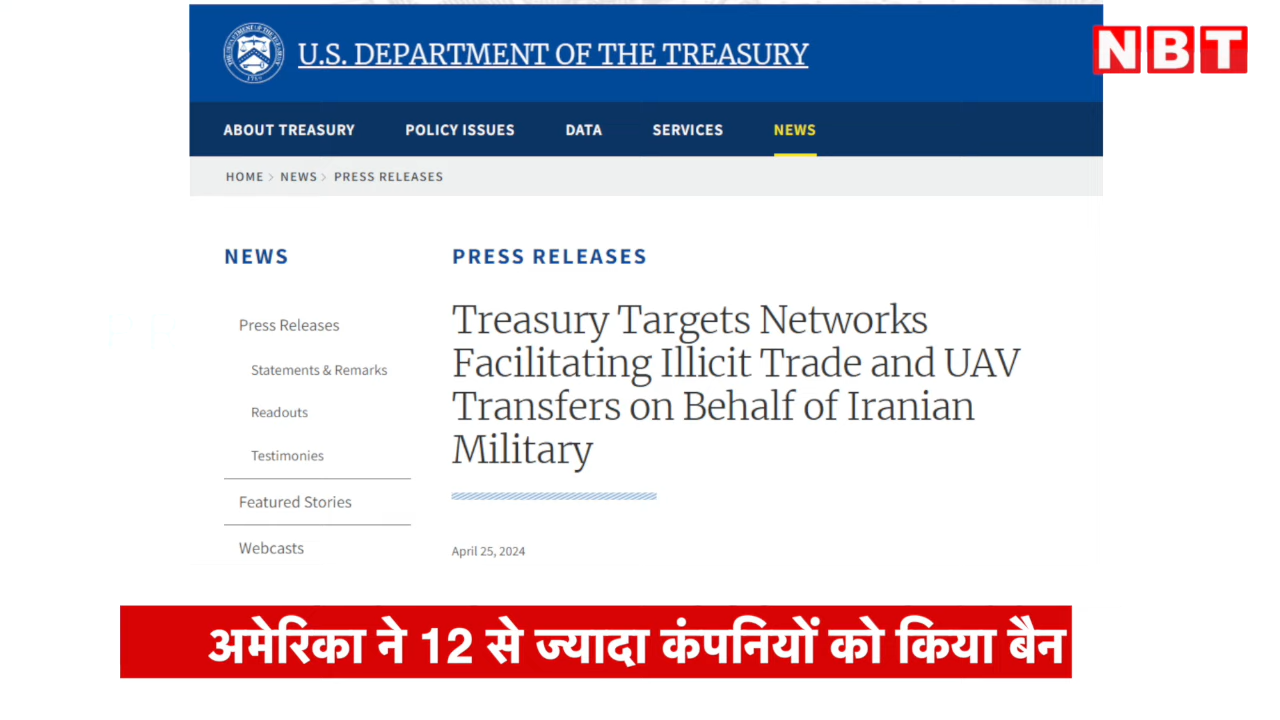 U.S. DEPARTMENT OF THE TREASURY
NBT
ABOUT TREASURY POLICY ISSUES DATA SERVICES NEWS
HOME > NEWS > PRESS RELEASES
NEWS
Press Releases
Statements & Remarks
Readouts
Testimonies
Featured Stories
Webcasts
PRESS RELEASES
Treasury Targets Networks
Facilitating Illicit Trade and UAV
Transfers on Behalf of Iranian
Military
April 25, 2024
अमेरिका ने 12 से ज्यादा कंपनियों को किया बैन